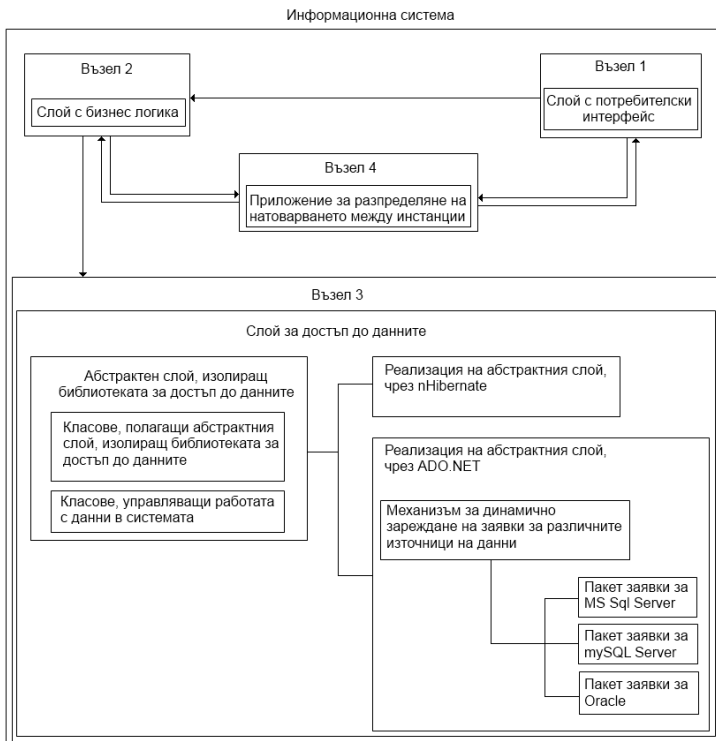 Информационна система
Възел 2
Слой с бизнес логика
Възел 1
Слой с потребителски
интерфейс
Възел 4
Приложение за разпределяне на
натоварването между инстанции
Възел 3
Слой за достъп до данните
Абстрактен слой, изолиращ
библиотеката за достъп до данните
Класове, полагащи абстрактния
слой, изолиращ библиотеката за
достъп до данните
Класове, управляващи работата
с данни в системата
Реализация на абстрактния слой,
чрез nHibernate
Реализация на абстрактния слой,
чрез ADO.NET
Механизъм за динамично
зареждане на заявки за различните
източници на данни
Пакет заявки за
MS Sql Server
Пакет заявки за
mySQL Server
Пакет заявки за
Oracle